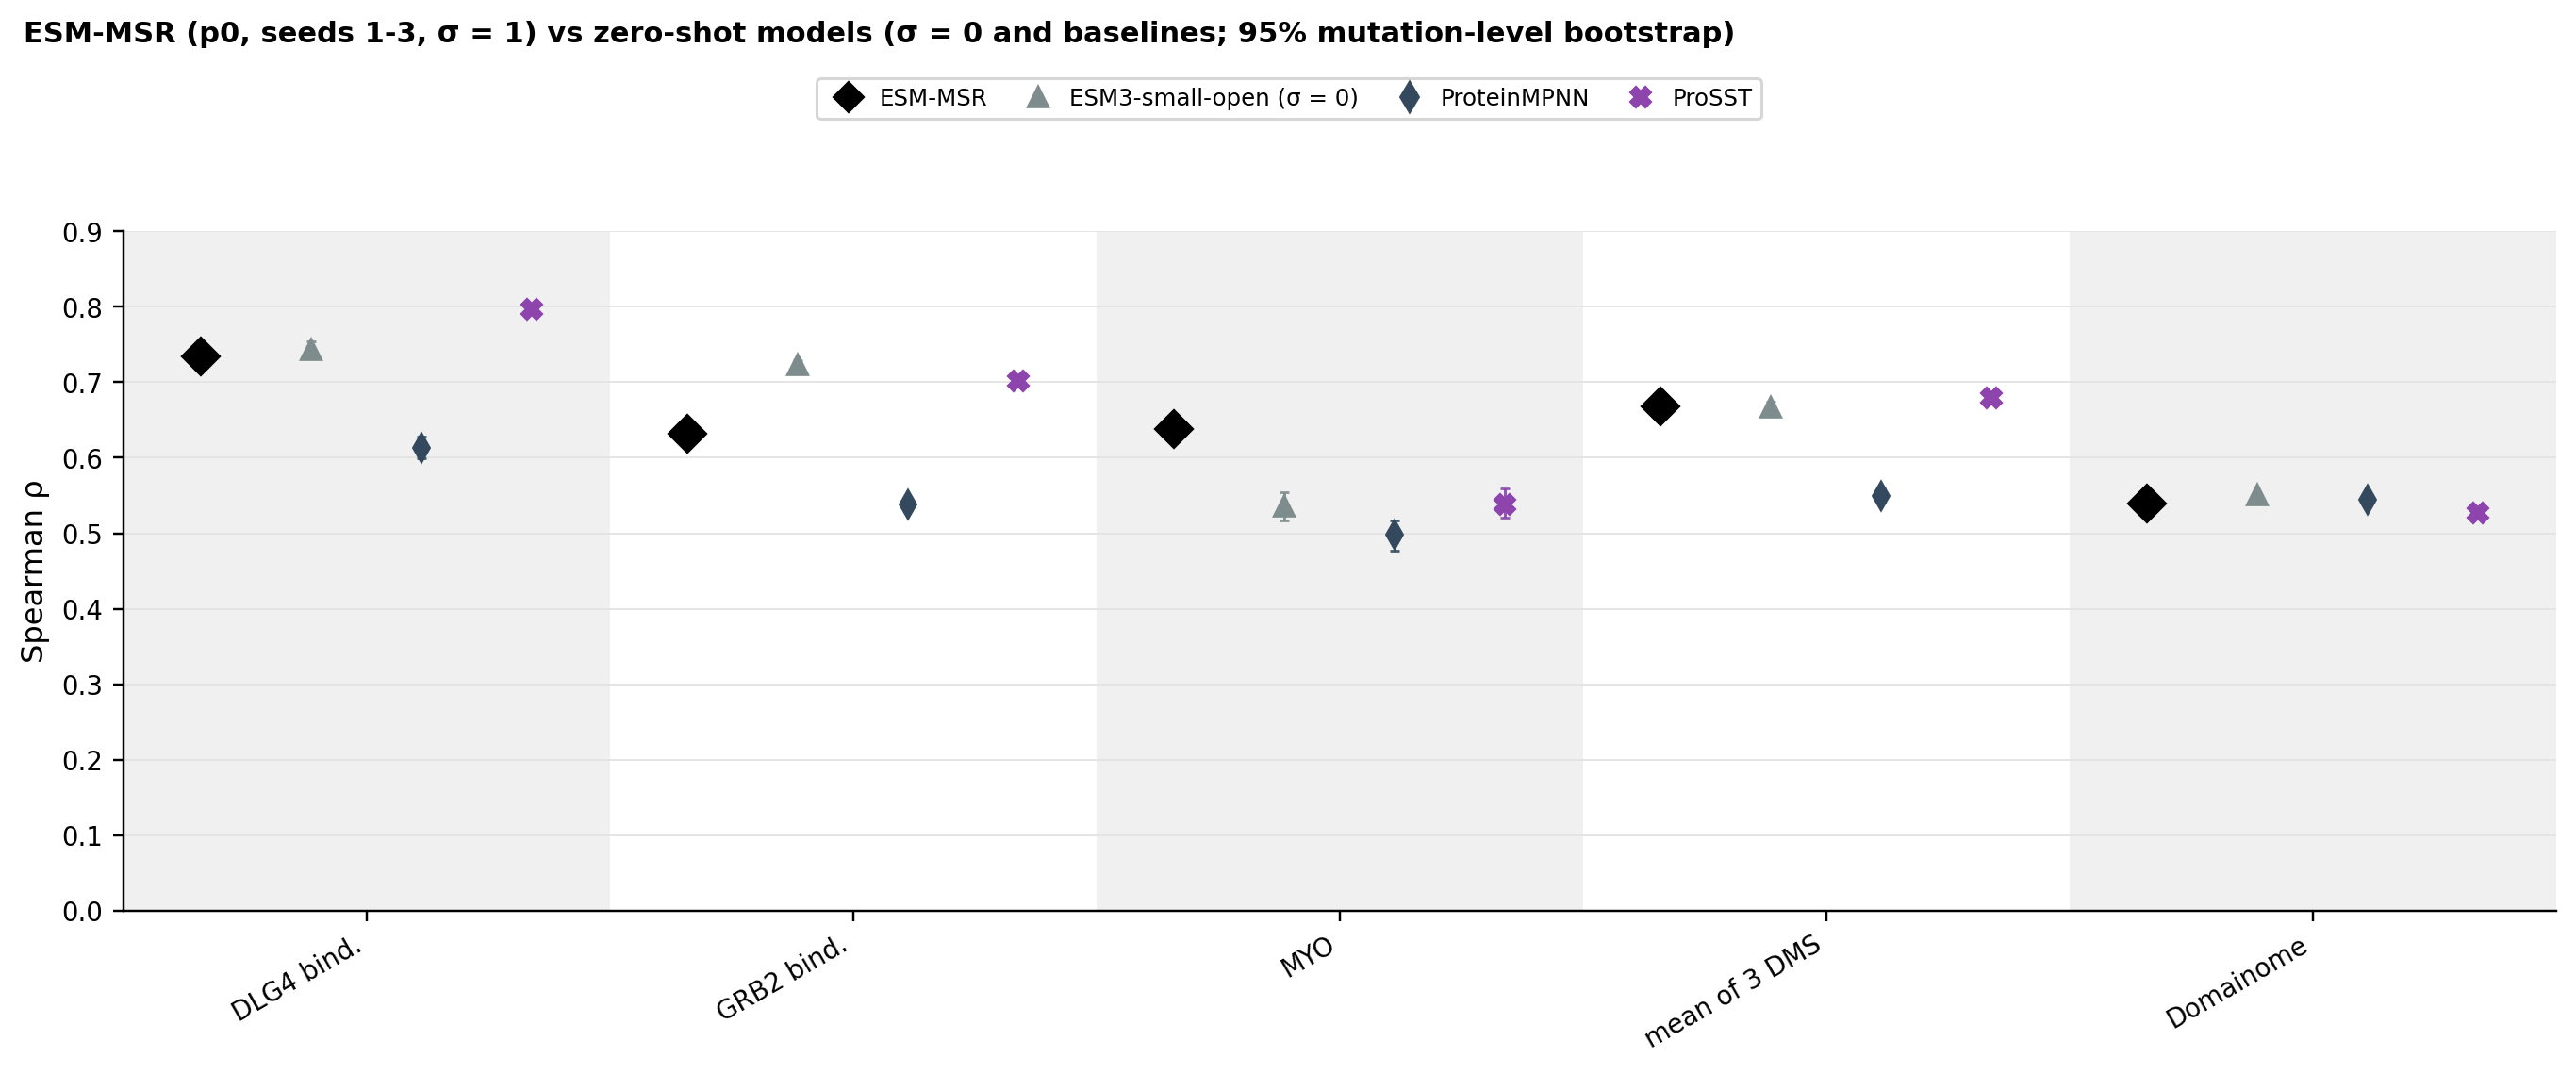 ESM-MSR (p0, seeds 1-3, σ = 1) vs zero-shot models (σ = 0 and baselines; 95% mutation-level bootstrap)
ESM-MSR
ESM3-small-open (σ = 0)
ProteinMPNN
ProSST
Spearman ρ
0.9
0.8
0.7
0.6
0.5
0.4
0.3
0.2
0.1
0.0
DLG4 bind.
GRB2 bind.
MYO
mean of 3 DMS
Domainome